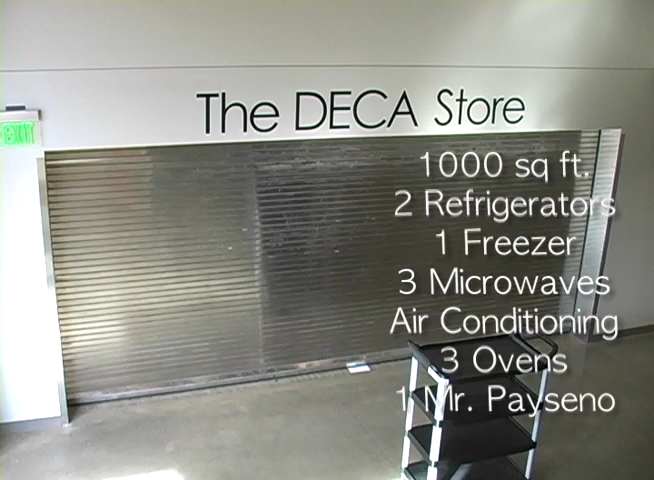 The DECA Store
EXIT
1000 sq ft.
2 Refrigerators
1 Freezer
3 Microwaves
Air Conditioning
3 Ovens
1 Mr. Payseno